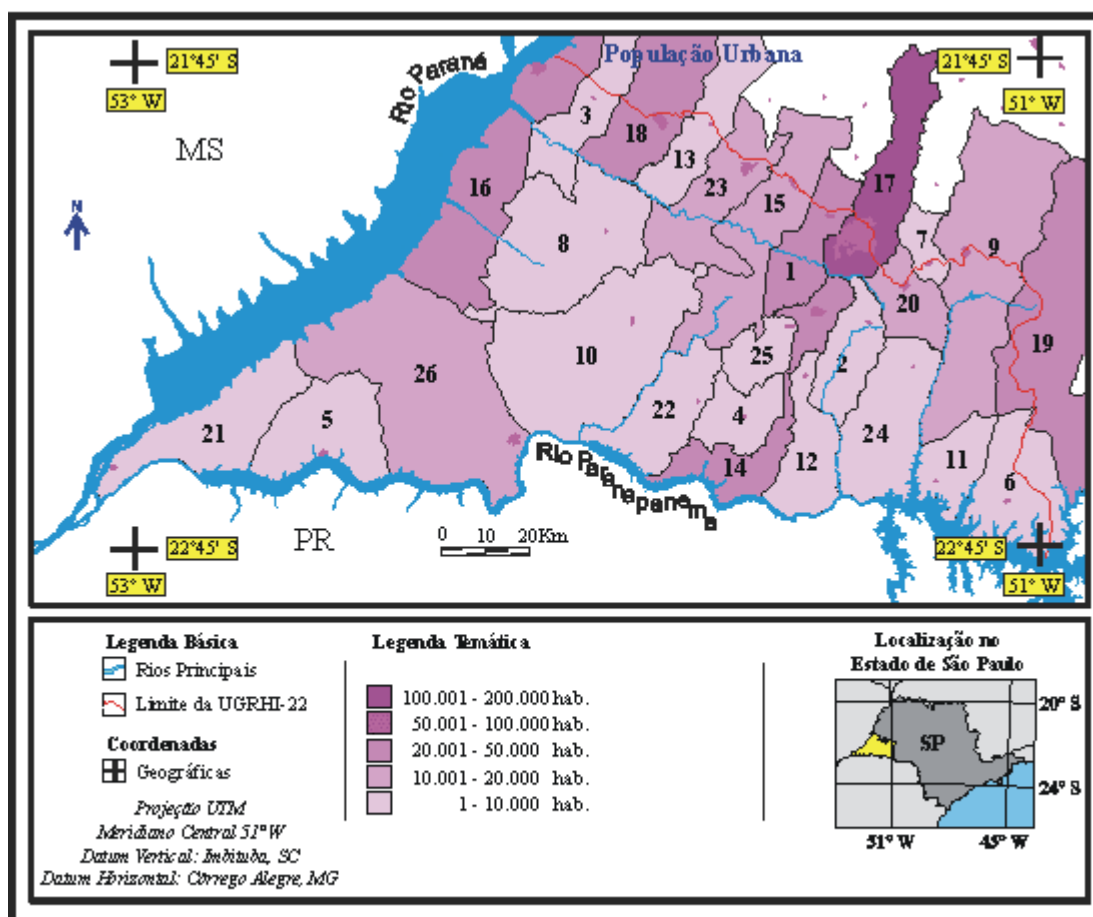 População Urbana
21°45' S
53° W
21°45' S
51° W
Rio Paraná
MS
N
3
18
13
23
15
17
16
8
7
9
1
20
10
25
2
19
26
22
4
21
5
24
12
14
11
6
Rio Paranapanema
PR
0 10 20Km
22°45' S
53° W
22°45' S
51° W
Legenda Básica
Rios Principais
Limite da UGRHI-22
Coordenadas
Geográficas
Projeção UTM
Meridiano Central 51°W
Datum Vertical: Imbituba, SC
Datum Horizontal: Córrego Alegre, MG
Legenda Temática
100.001 - 200.000 hab.
50.001 - 100.000 hab.
20.001 - 50.000 hab.
10.001 - 20.000 hab.
1 - 10.000 hab.
Localização no
Estado de São Paulo
20° S
SP
24° S
51° W
45° W